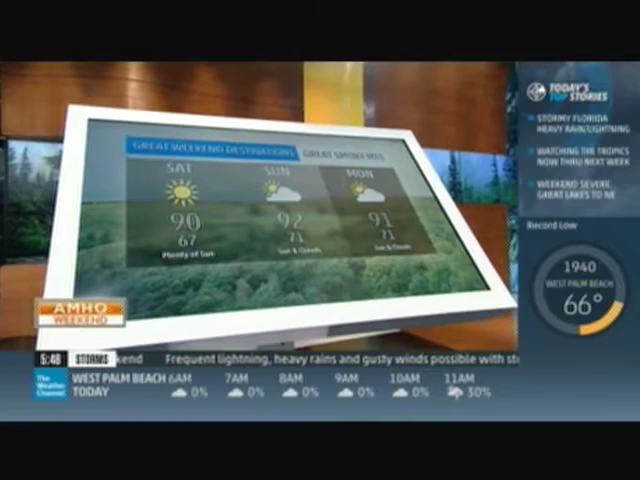 GREAT WEEKEND DESTINATIONS GREAT SMOKY MTS
SAT SUN MON
90 92 91
67 71 71
Plenty of Sun Sun & Clouds Sun & Clouds
TODAY'S
TOP STORIES
STORMY FLORIDA
HEAVY RAIN/LIGHTNING
WATCHING THE TROPICS
NOW THRU NEXT WEEK
WEEKEND SEVERE
GREAT LAKES TO NE
Record Low
1940
WEST PALM BEACH
66°
AMHQ
WEEKEND
5:48 STORMS kend Frequent lightning, heavy rains and gusty winds possible with st
The
Weather
Channel
WEST PALM BEACH 6AM 7AM 8AM 9AM 10AM 11AM
TODAY 0% 0% 0% 0% 0% 30%